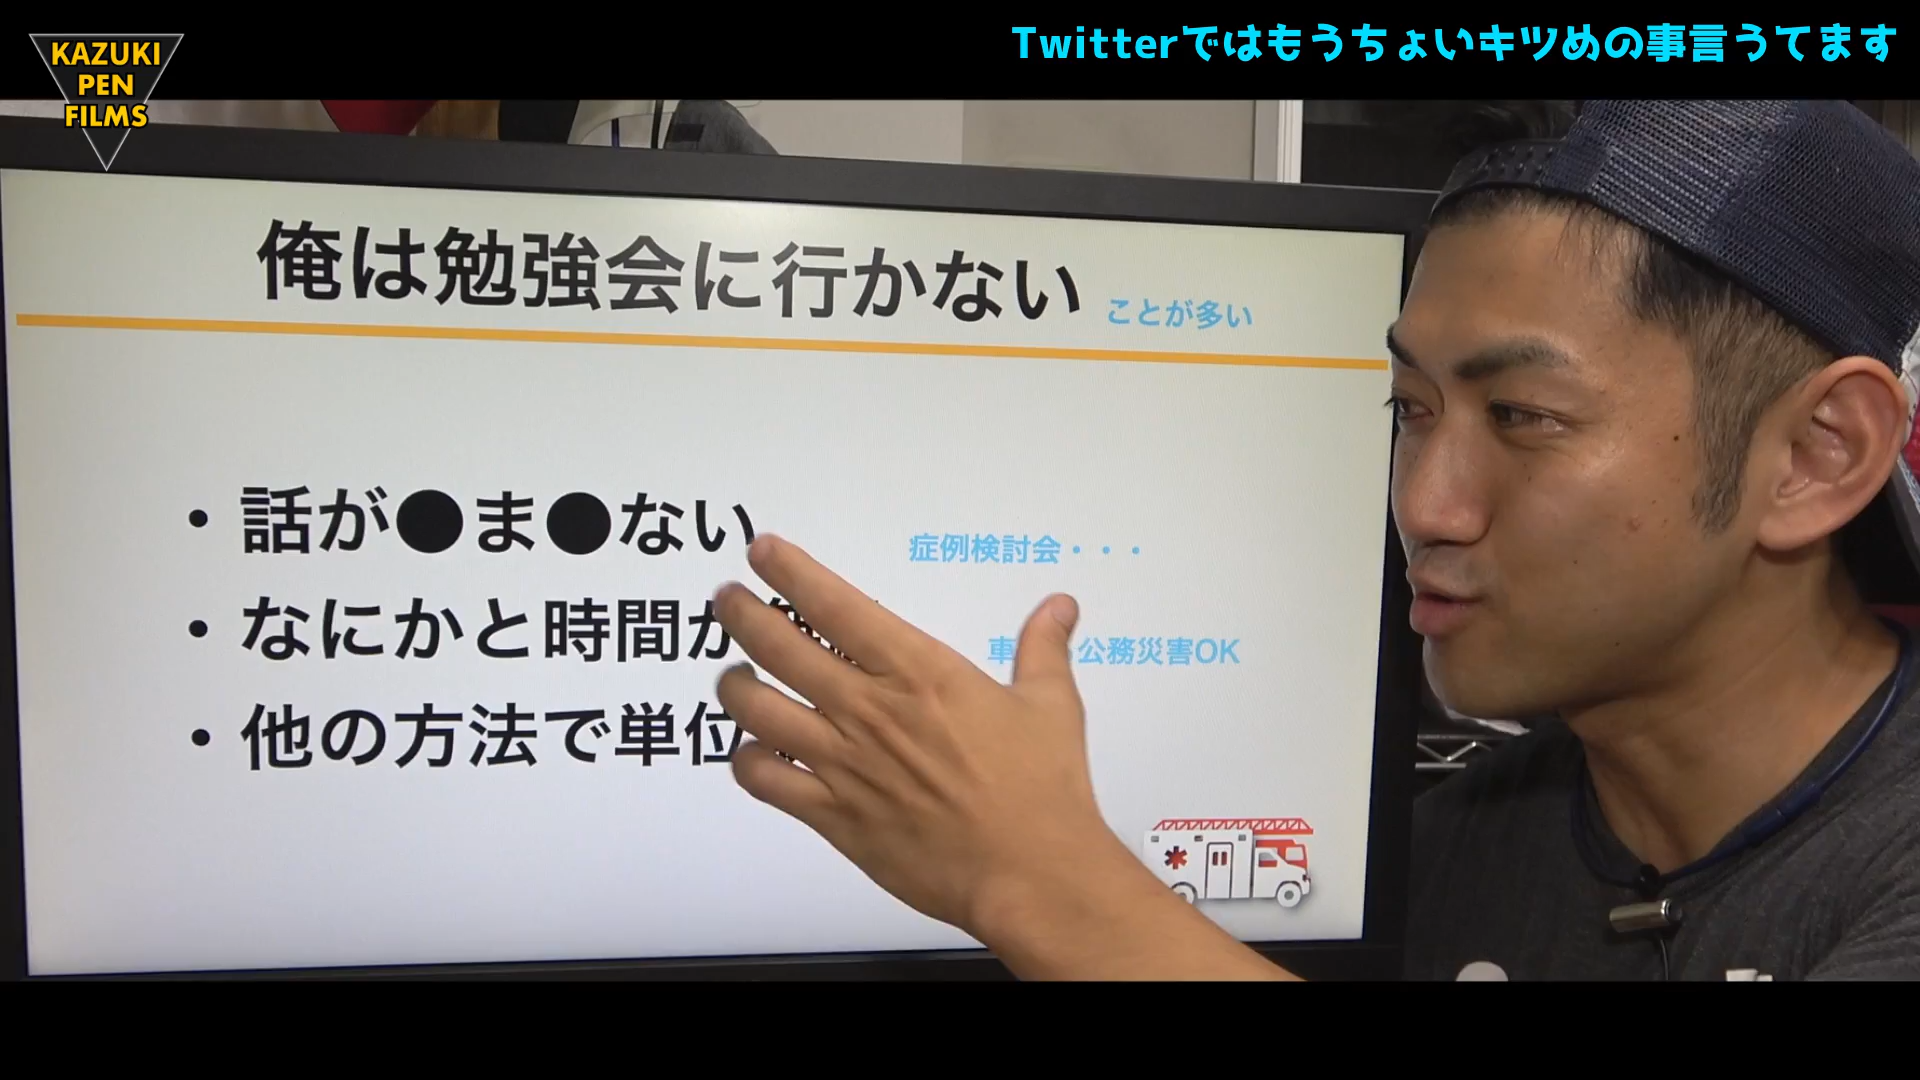 KAZUKI
PEN
FILMS
Twitterではもうちょいキツめの事言うてます
俺は勉強会に行かない ことが多い
・話が●ま●ない 症例検討会・・・
・なにかと時間が
車 公務災害OK
・他の方法で単位